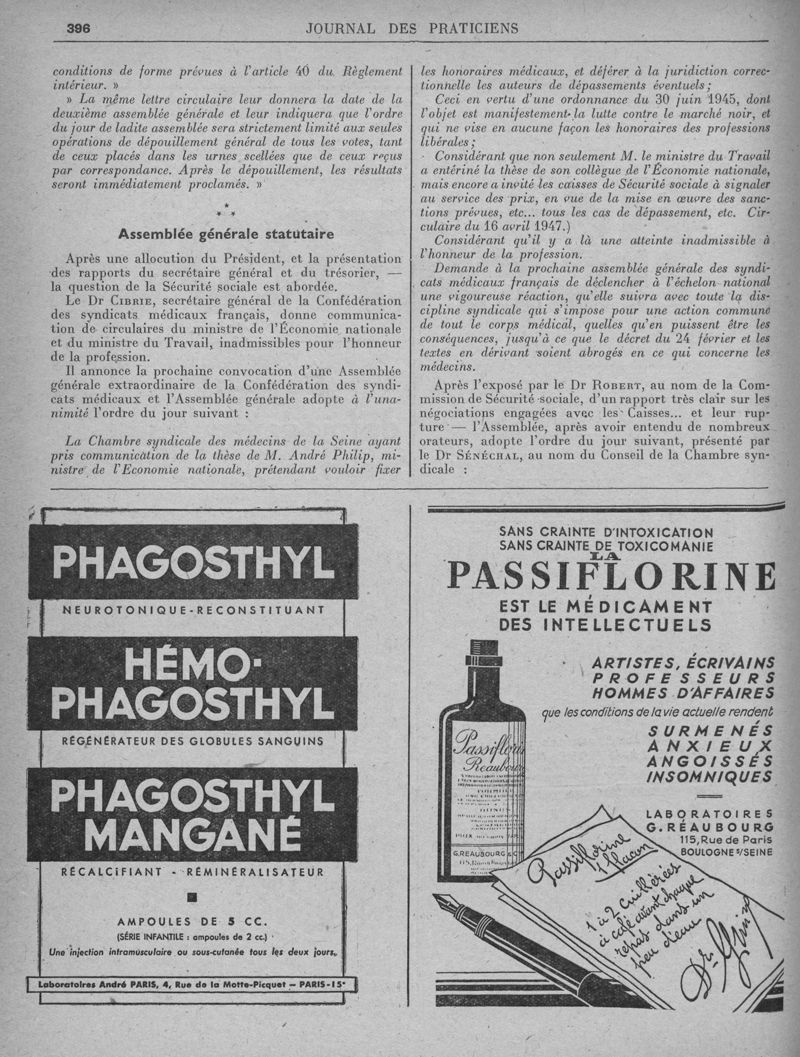 396
JOURNAL DES PRATICIENS
conditions de forme prévues à l'article 40 du Règlement
intérieur. »
» La même lettre circulaire leur donnera la date de la
deuxième assemblée générale et leur indiquera que l'ordre
du jour de ladite assemblée sera strictement limité aux seules
opérations de dépouillement général de tous les votes, tant
de ceux placés dans les urnes scellées que de ceux reçus
par correspondance. Après le dépouillement, les résultats
seront immédiatement proclamés. »
*
* *
Assemblée générale statutaire
Après une allocution du Président, et la présentation
des rapports du secrétaire général et du trésorier, —
la question de la Sécurité sociale est abordée.
Le Dr CIBRIE, secrétaire général de la Confédération
des syndicats médicaux français, donne communica-
tion de circulaires du ministre de l'Économie nationale
et du ministre du Travail, inadmissibles pour l'honneur
de la profession.
Il annonce la prochaine convocation d'une Assemblée
générale extraordinaire de la Confédération des syndi-
cats médicaux et l'Assemblée générale adopte à l'una-
nimité l'ordre du jour suivant :
La Chambre syndicale des médecins de la Seine ayant
pris communication de la thèse de M. André Philip, mi-
nistre de l'Economie nationale, prétendant vouloir fixer
les honoraires médicaux, et déférer à la juridiction correc-
tionnelle les auteurs de dépassements éventuels ;
Ceci en vertu d'une ordonnance du 30 juin 1945, dont
l'objet est manifestement la lutte contre le marché noir, et
qui ne vise en aucune façon les honoraires des professions
libérales ;
Considérant que non seulement M. le ministre du Travail
a entériné la thèse de son collègue de l'Économie nationale,
mais encore a invité les caisses de Sécurité sociale à signaler
au service des prix, en vue de la mise en œuvre des sanc-
tions prévues, etc... tous les cas de dépassement, etc. Cir-
culaire du 16 avril 1947.)
Considérant qu'il y a là une atteinte inadmissible à
l'honneur de la profession.
Demande à la prochaine assemblée générale des syndi-
cats médicaux français de déclencher à l'échelon national
une vigoureuse réaction, qu'elle suivra avec toute la dis-
cipline syndicale qui s'impose pour une action commune
de tout le corps médical, quelles qu'en puissent être les
conséquences, jusqu'à ce que le décret du 24 février et les
textes en dérivant soient abrogés en ce qui concerne les
médecins.
Après l'exposé par le Dr ROBERT, au nom de la Com-
mission de Sécurité sociale, d'un rapport très clair sur les
négociations engagées avec les Caisses... et leur rup-
ture — l'Assemblée, après avoir entendu de nombreux
orateurs, adopte l'ordre du jour suivant, présenté par
le Dr SÉNÉCHAL, au nom du Conseil de la Chambre syn-
dicale :
PHAGOSTHYL
NEUROTONIQUE-RECONSTITUANT
HÉMO-
PHAGOSTHYL
RÉGÉNÉRATEUR DES GLOBULES SANGUINS
PHAGOSTHYL
MANGANÉ
RÉCALCIFIANT - RÉMINÉRALISATEUR
AMPOULES DE 5 CC.
(SÉRIE INFANTILE : ampoules de 2 cc.)
Une injection intramusculaire ou sous-cutanée tous les deux jours.
Laboratoires André PARIS, 4, Rue de la Motte-Picquet — PARIS-15e
SANS CRAINTE D'INTOXICATION
SANS CRAINTE DE TOXICOMANIE
LA
PASSIFLORINE
EST LE MÉDICAMENT
DES INTELLECTUELS
ARTISTES, ÉCRIVAINS
PROFESSEURS
HOMMES D'AFFAIRES
que les conditions de la vie actuelle rendent
SURMENÉS
ANXIEUX
ANGOISSÉS
INSOMNIQUES
LABORATOIRES
G. RÉAUBOURG
115, Rue de Paris
BOULOGNE S/SEINE
Passiflori
Reaubour
G. REAUBOURG &
Passiflorine
1 flacon
1 à 2 cuillerées
à café avant chaque
repas dans un
peu d'eau
Dr